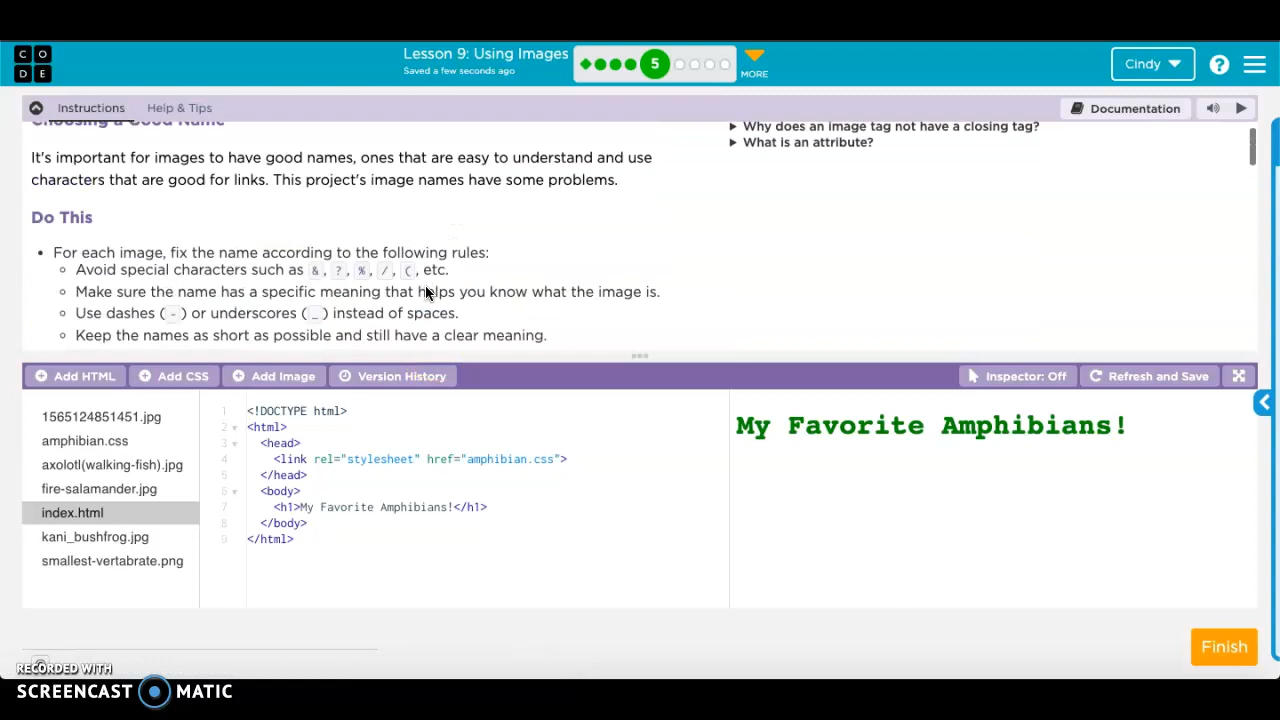 CODE
Lesson 9: Using Images
Saved a few seconds ago
5
MORE
Cindy
?
Instructions
Help & Tips
Documentation
Choosing a Good Name
It's important for images to have good names, ones that are easy to understand and use
characters that are good for links. This project's image names have some problems.
Do This
• For each image, fix the name according to the following rules:
Avoid special characters such as &, ?, %, /, (, etc.
Make sure the name has a specific meaning that helps you know what the image is.
Use dashes (-) or underscores (_) instead of spaces.
Keep the names as short as possible and still have a clear meaning.
Why does an image tag not have a closing tag?
What is an attribute?
Add HTML
Add CSS
Add Image
Version History
Inspector: Off
Refresh and Save
1565124851451.jpg
amphibian.css
axolotl(walking-fish).jpg
fire-salamander.jpg
index.html
kani_bushfrog.jpg
smallest-vertabrate.png
1 <!DOCTYPE html>
2 <html>
3 <head>
4 <link rel="stylesheet" href="amphibian.css">
5 </head>
6 <body>
7 <h1>My Favorite Amphibians!</h1>
8 </body>
9 </html>
My Favorite Amphibians!
Finish
RECORDED WITH
SCREENCAST MATIC